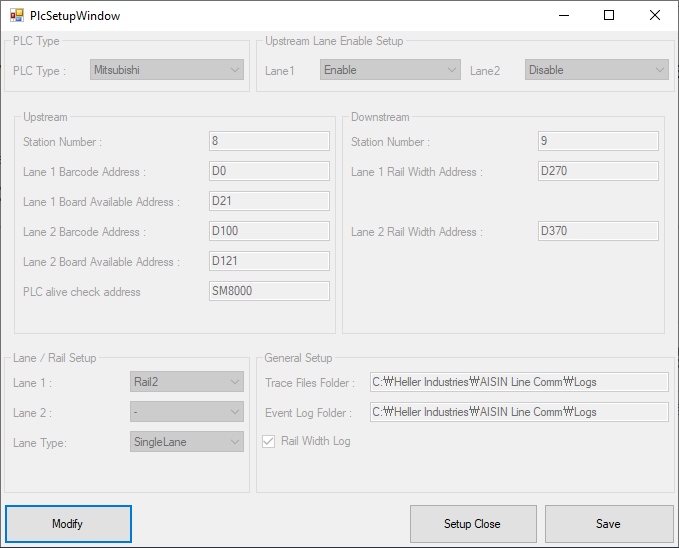 PlcSetupWindow
PLC Type
PLC Type : Mitsubishi
Upstream Lane Enable Setup
Lane1 Enable Lane2 Disable
Upstream
Station Number : 8
Lane 1 Barcode Address : D0
Lane 1 Board Available Address : D21
Lane 2 Barcode Address : D100
Lane 2 Board Available Address : D121
PLC alive check address SM8000
Downstream
Station Number : 9
Lane 1 Rail Width Address : D270
Lane 2 Rail Width Address : D370
Lane / Rail Setup
Lane 1 : Rail2
Lane 2 : -
Lane Type: SingleLane
General Setup
Trace Files Folder : C:₩Heller Industries₩AISIN Line Comm₩Logs
Event Log Folder : C:₩Heller Industries₩AISIN Line Comm₩Logs
Rail Width Log
Modify Setup Close Save